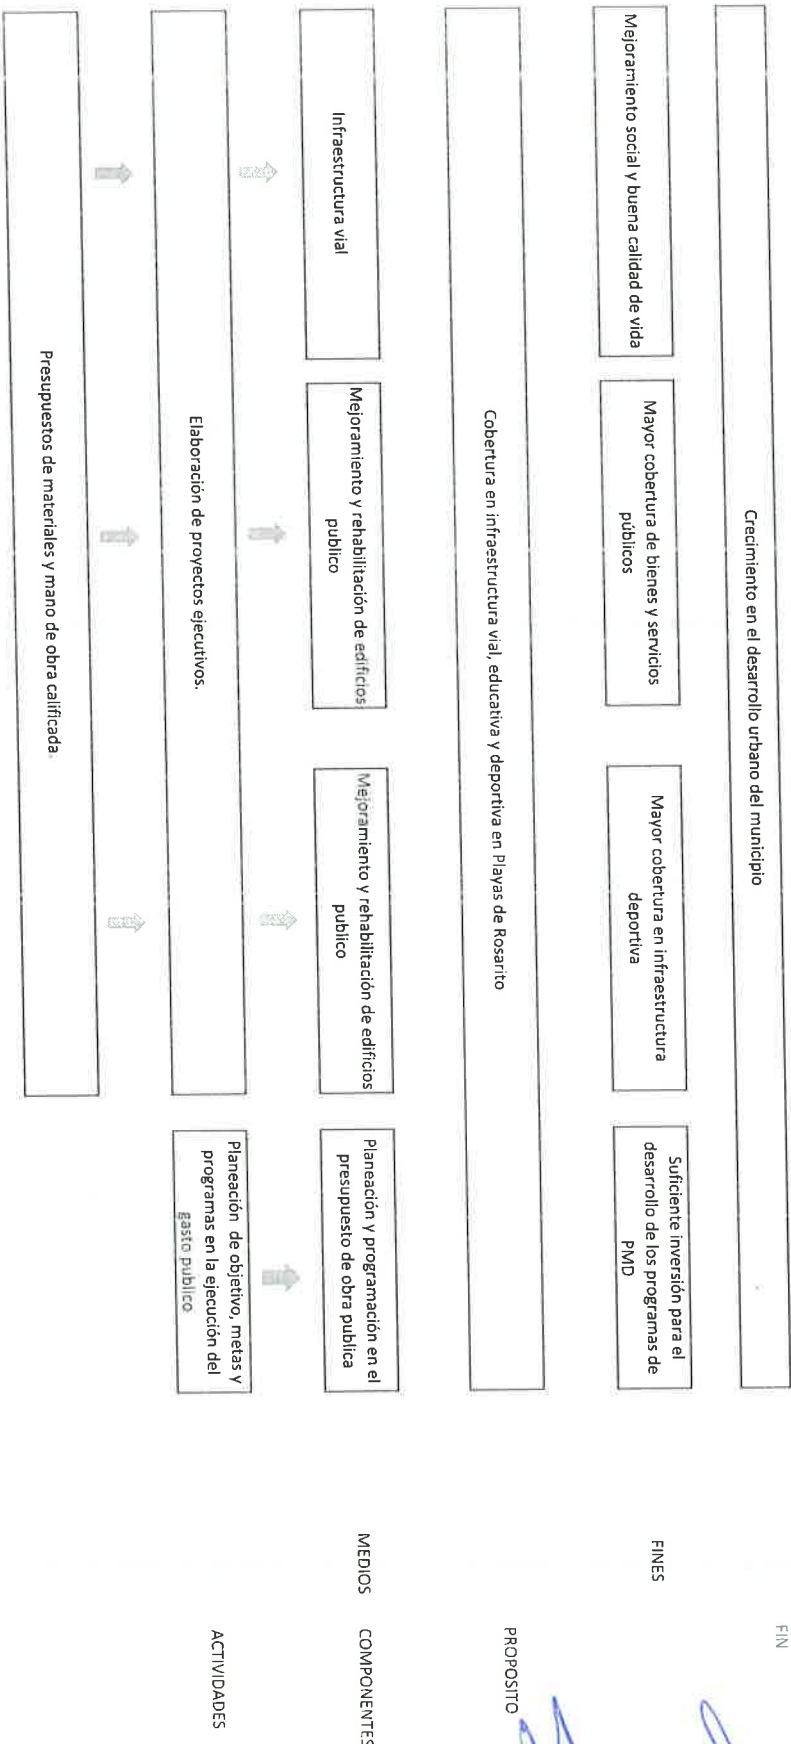 Crecimiento en el desarrollo urbano del municipio
FIN
Mejoramiento social y buena calidad de vida
Mayor cobertura de bienes y servicios
públicos
Mayor cobertura en infraestructura
deportiva
Suficiente inversión para el
desarrollo de los programas de
PMD
FINES
Cobertura en infraestructura vial, educativa y deportiva en Playas de Rosarito
PROPOSITO
Infraestructura vial
Mejoramiento y rehabilitación de edificios
publico
Mejoramiento y rehabilitación de edificios
publico
Planeación y programación en el
presupuesto de obra publica
MEDIOS
COMPONENTES
Elaboración de proyectos ejecutivos.
Planeación de objetivo, metas y
programas en la ejecución del
gasto publico
ACTIVIDADES
Presupuestos de materiales y mano de obra calificada.